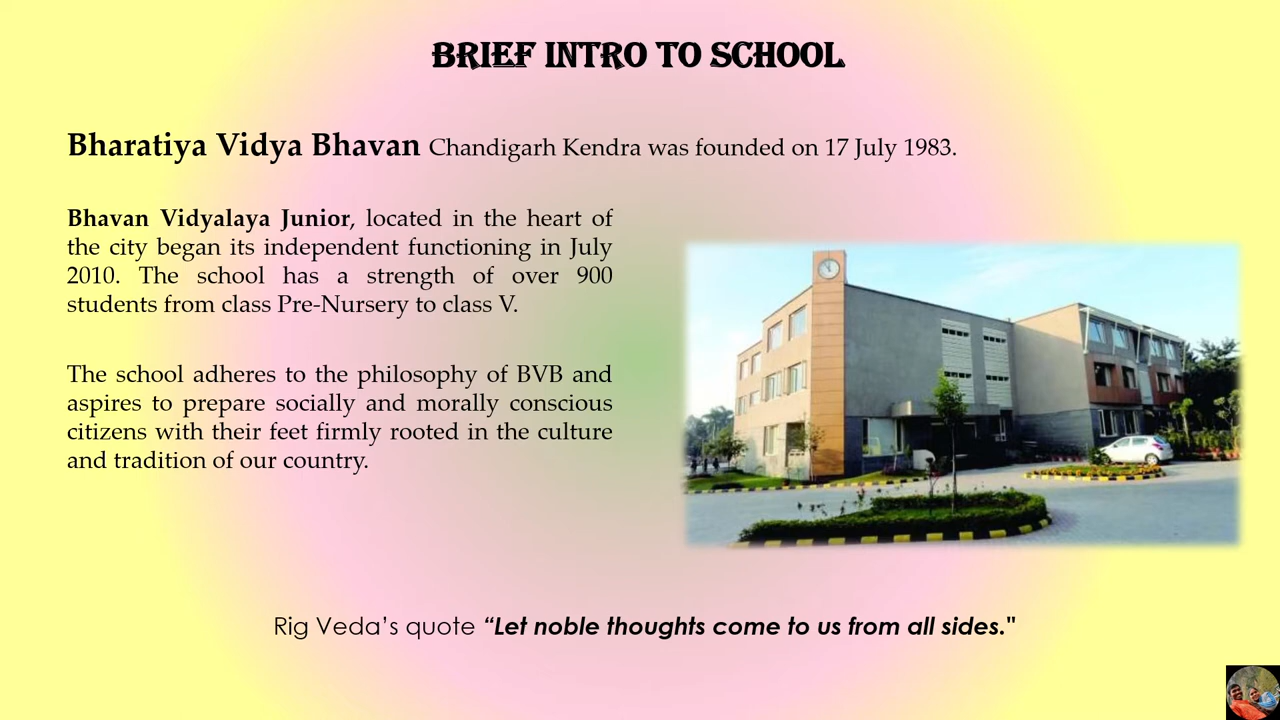 BRIEF INTRO TO SCHOOL
Bharatiya Vidya Bhavan Chandigarh Kendra was founded on 17 July 1983.
Bhavan Vidyalaya Junior, located in the heart of
the city began its independent functioning in July
2010. The school has a strength of over 900
students from class Pre-Nursery to class V.
The school adheres to the philosophy of BVB and
aspires to prepare socially and morally conscious
citizens with their feet firmly rooted in the culture
and tradition of our country.
Rig Veda’s quote “Let noble thoughts come to us from all sides."